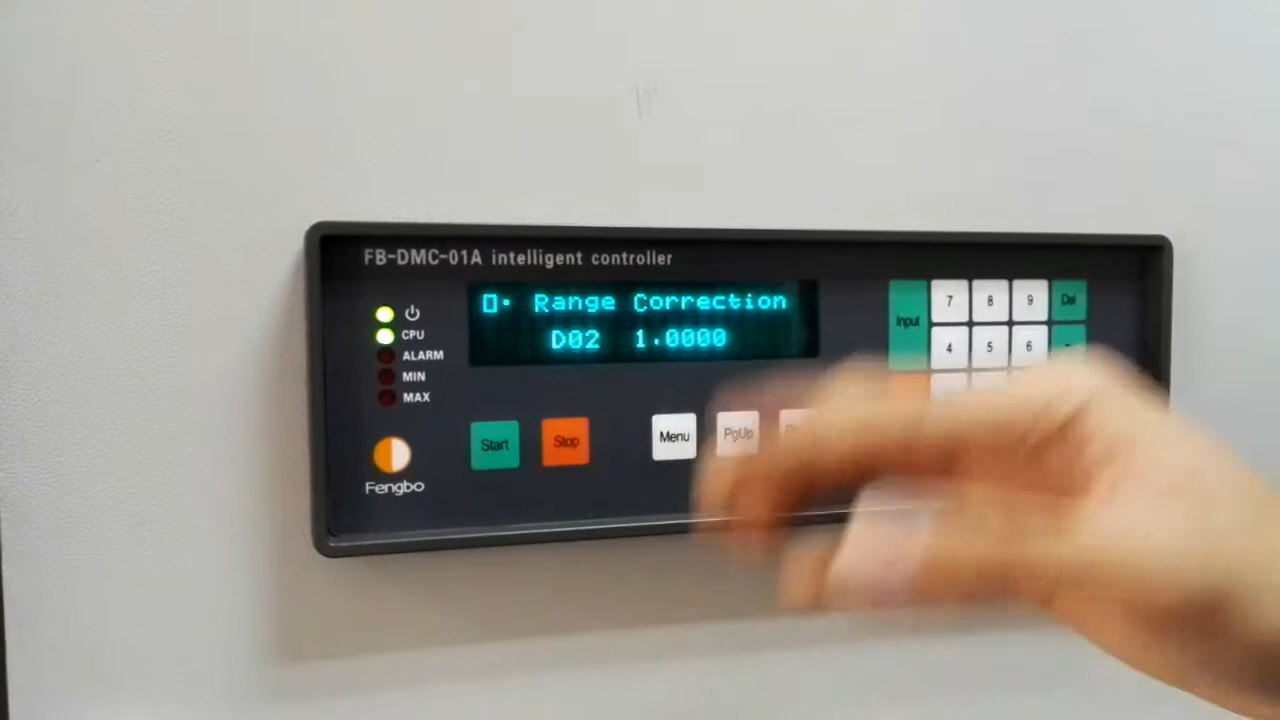 FB-DMC-01A intelligent controller
Range Correction
D02 1.0000
CPU
ALARM
MIN
MAX
Fengbo
Start
Stop
Menu
PgUp
Input
7
8
9
Del
4
5
6